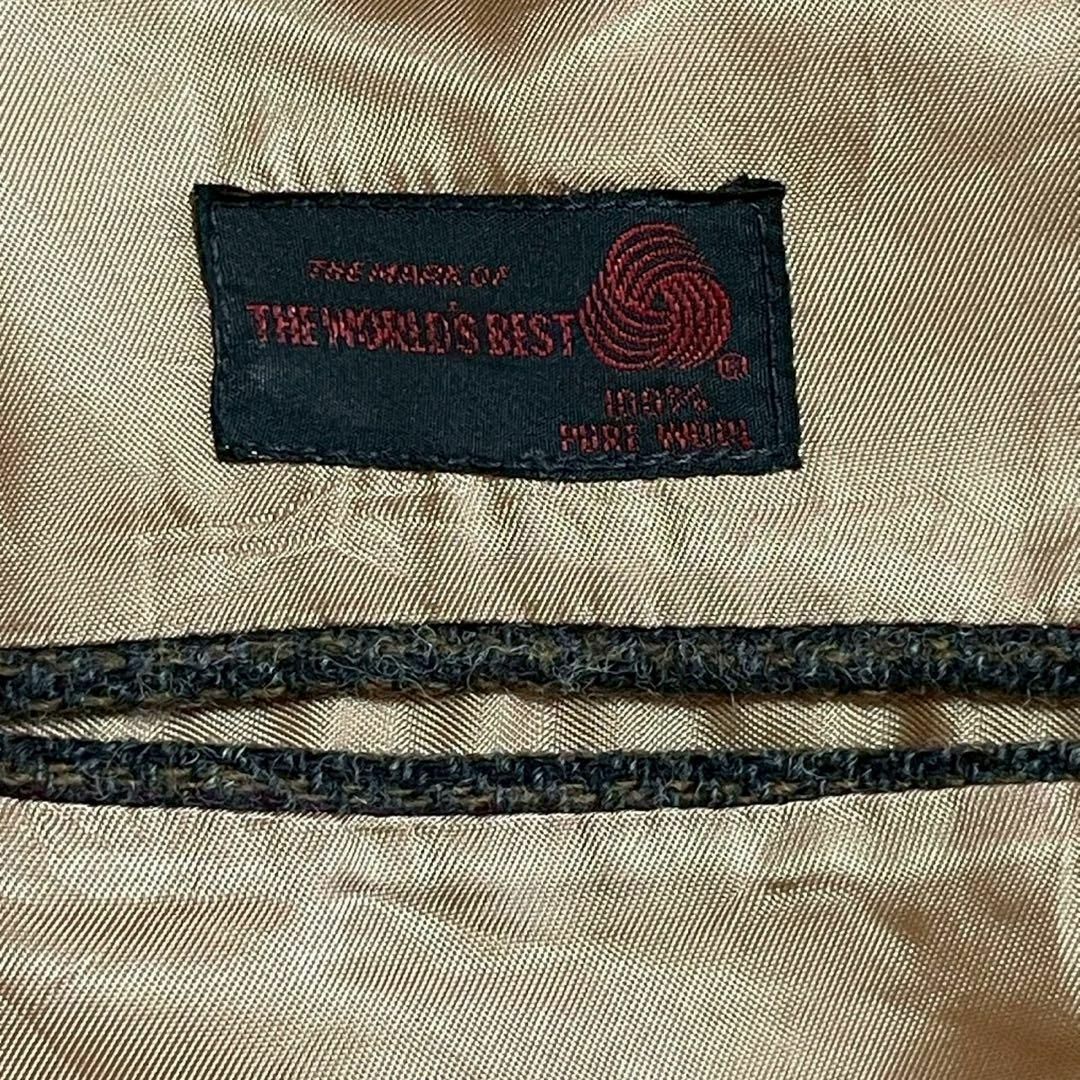 THE MARK OF
THE WORLD'S BEST
®
100%
PURE WOOL